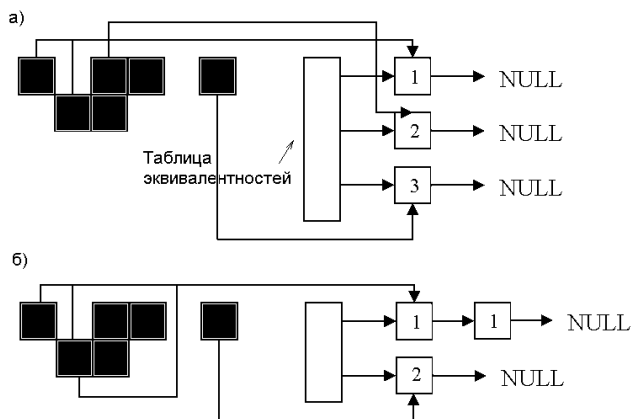 а)
1 NULL
2 NULL
Таблица
эквивалентностей
3 NULL
б)
1 1 NULL
2 NULL